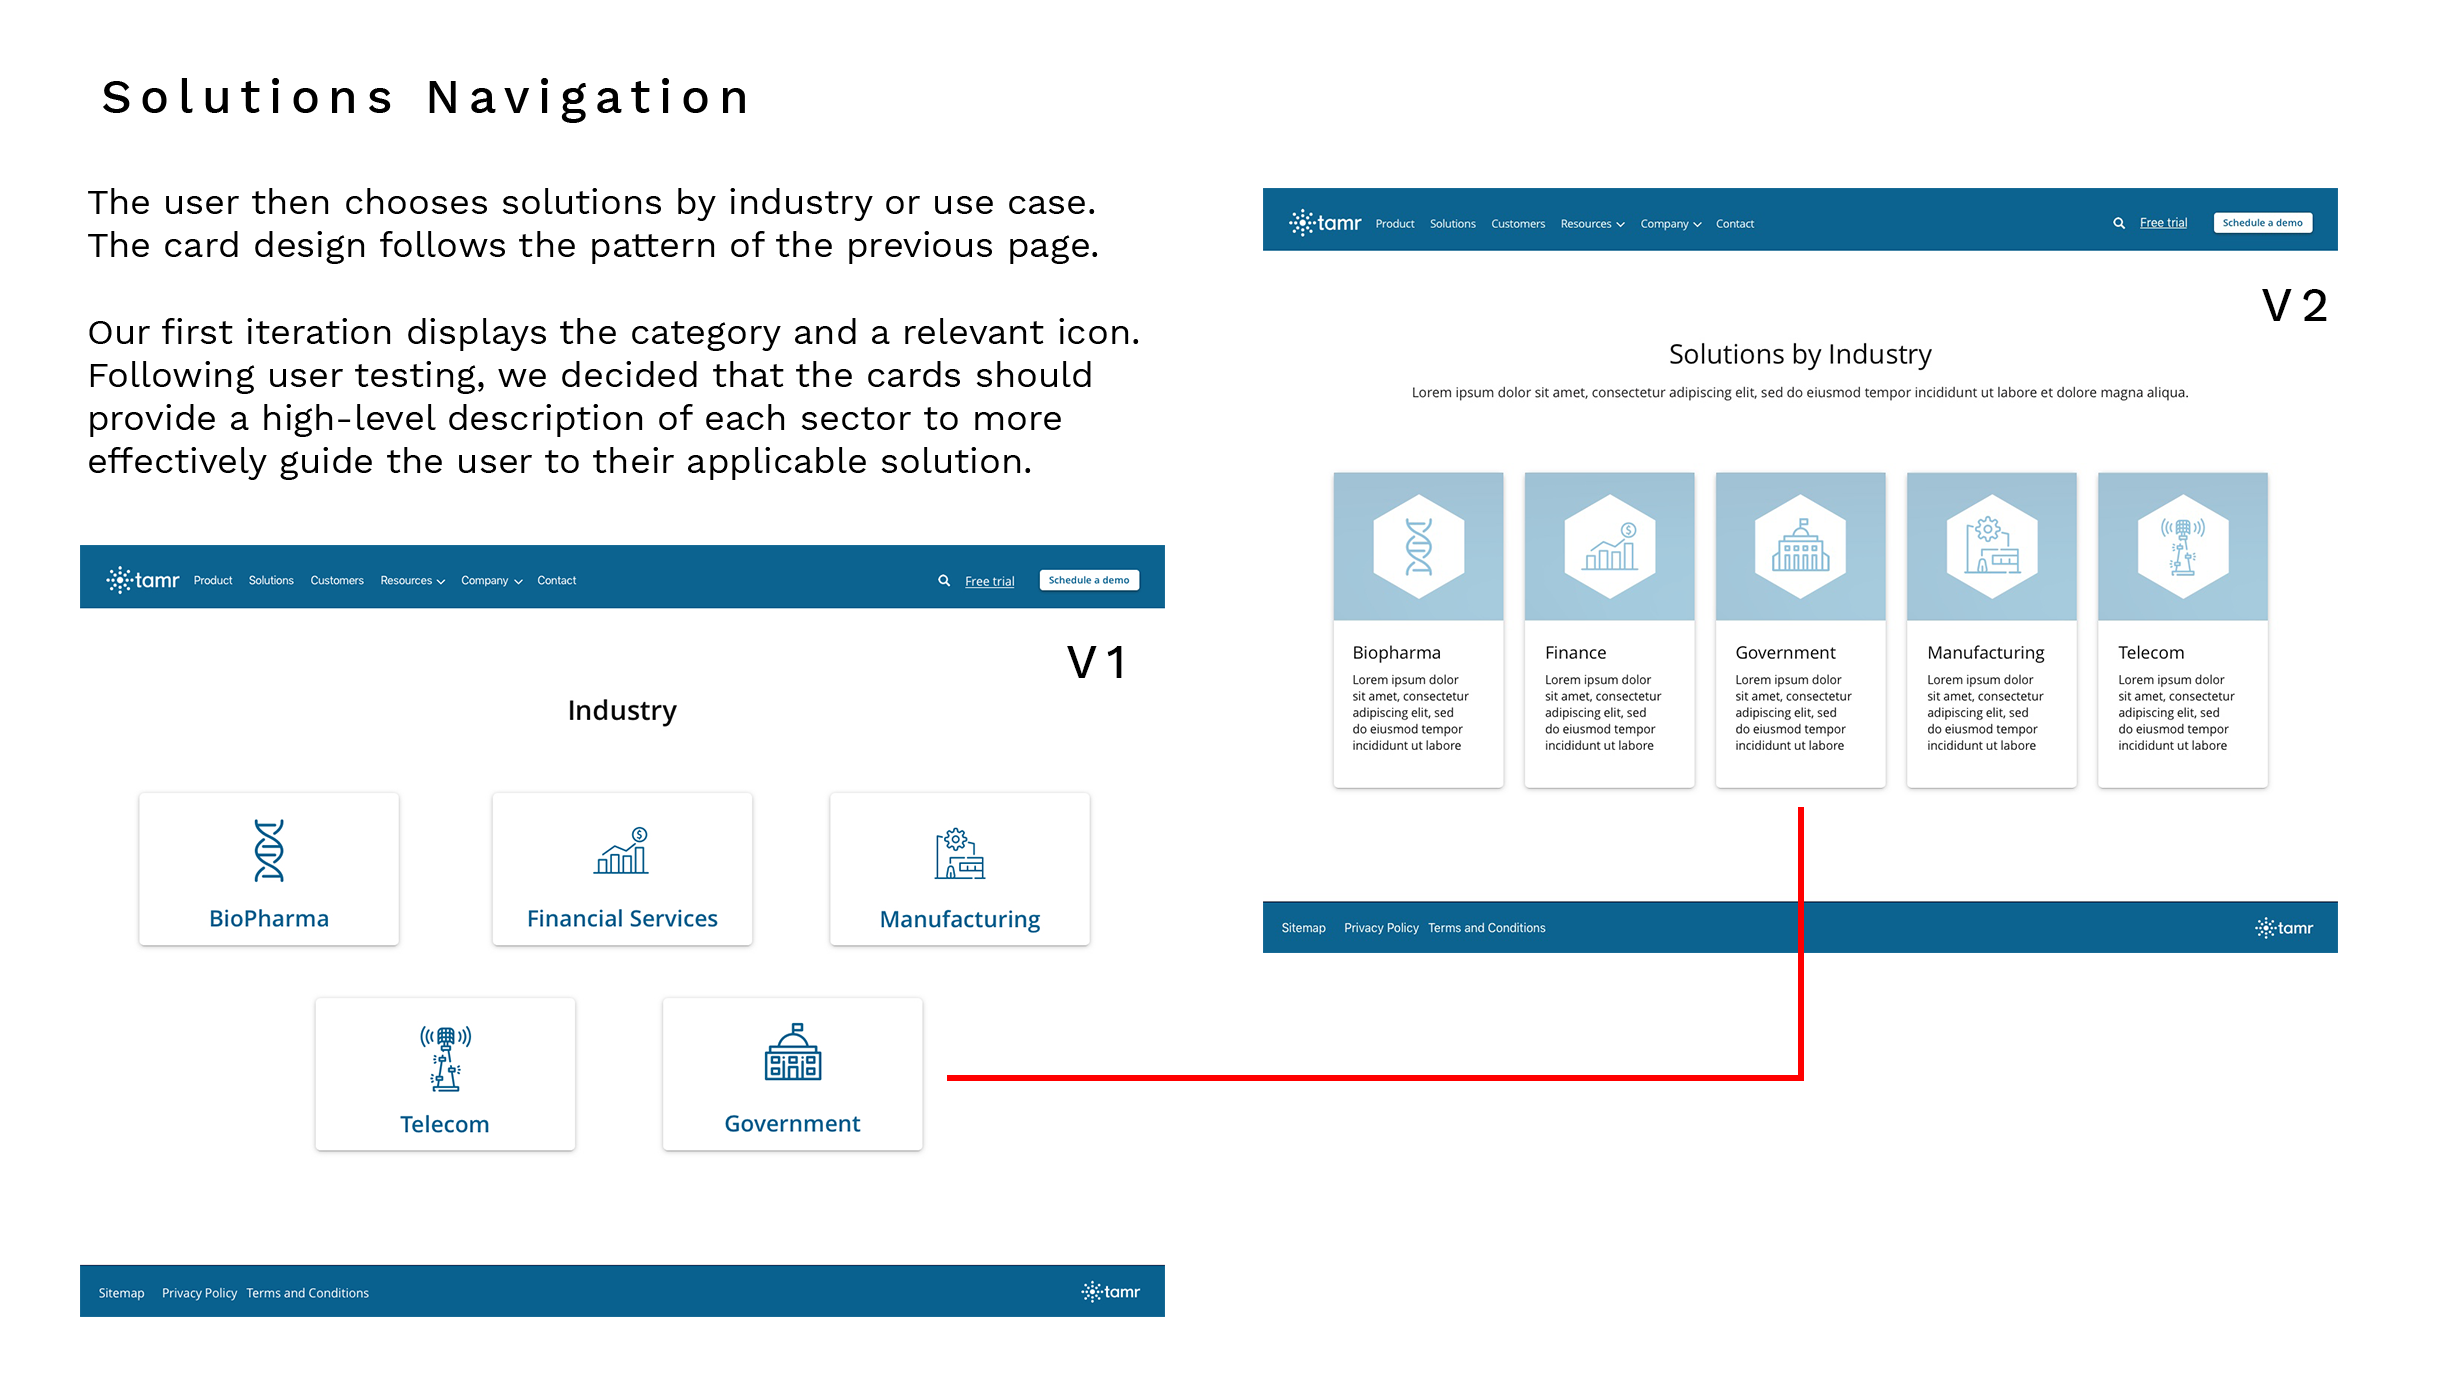 Solutions Navigation
The user then chooses solutions by industry or use case.
The card design follows the pattern of the previous page.
Our first iteration displays the category and a relevant icon.
Following user testing, we decided that the cards should
provide a high-level description of each sector to more
effectively guide the user to their applicable solution.
tamr Product Solutions Customers Resources Company Contact Free trial Schedule a demo
V1
Industry
BioPharma Financial Services Manufacturing
Telecom Government
Sitemap Privacy Policy Terms and Conditions tamr
tamr Product Solutions Customers Resources Company Contact Free trial Schedule a demo
V2
Solutions by Industry
Lorem ipsum dolor sit amet, consectetur adipiscing elit, sed do eiusmod tempor incididunt ut labore et dolore magna aliqua.
Biopharma
Lorem ipsum dolor
sit amet, consectetur
adipiscing elit, sed
do eiusmod tempor
incididunt ut labore
Finance
Lorem ipsum dolor
sit amet, consectetur
adipiscing elit, sed
do eiusmod tempor
incididunt ut labore
Government
Lorem ipsum dolor
sit amet, consectetur
adipiscing elit, sed
do eiusmod tempor
incididunt ut labore
Manufacturing
Lorem ipsum dolor
sit amet, consectetur
adipiscing elit, sed
do eiusmod tempor
incididunt ut labore
Telecom
Lorem ipsum dolor
sit amet, consectetur
adipiscing elit, sed
do eiusmod tempor
incididunt ut labore
Sitemap Privacy Policy Terms and Conditions tamr